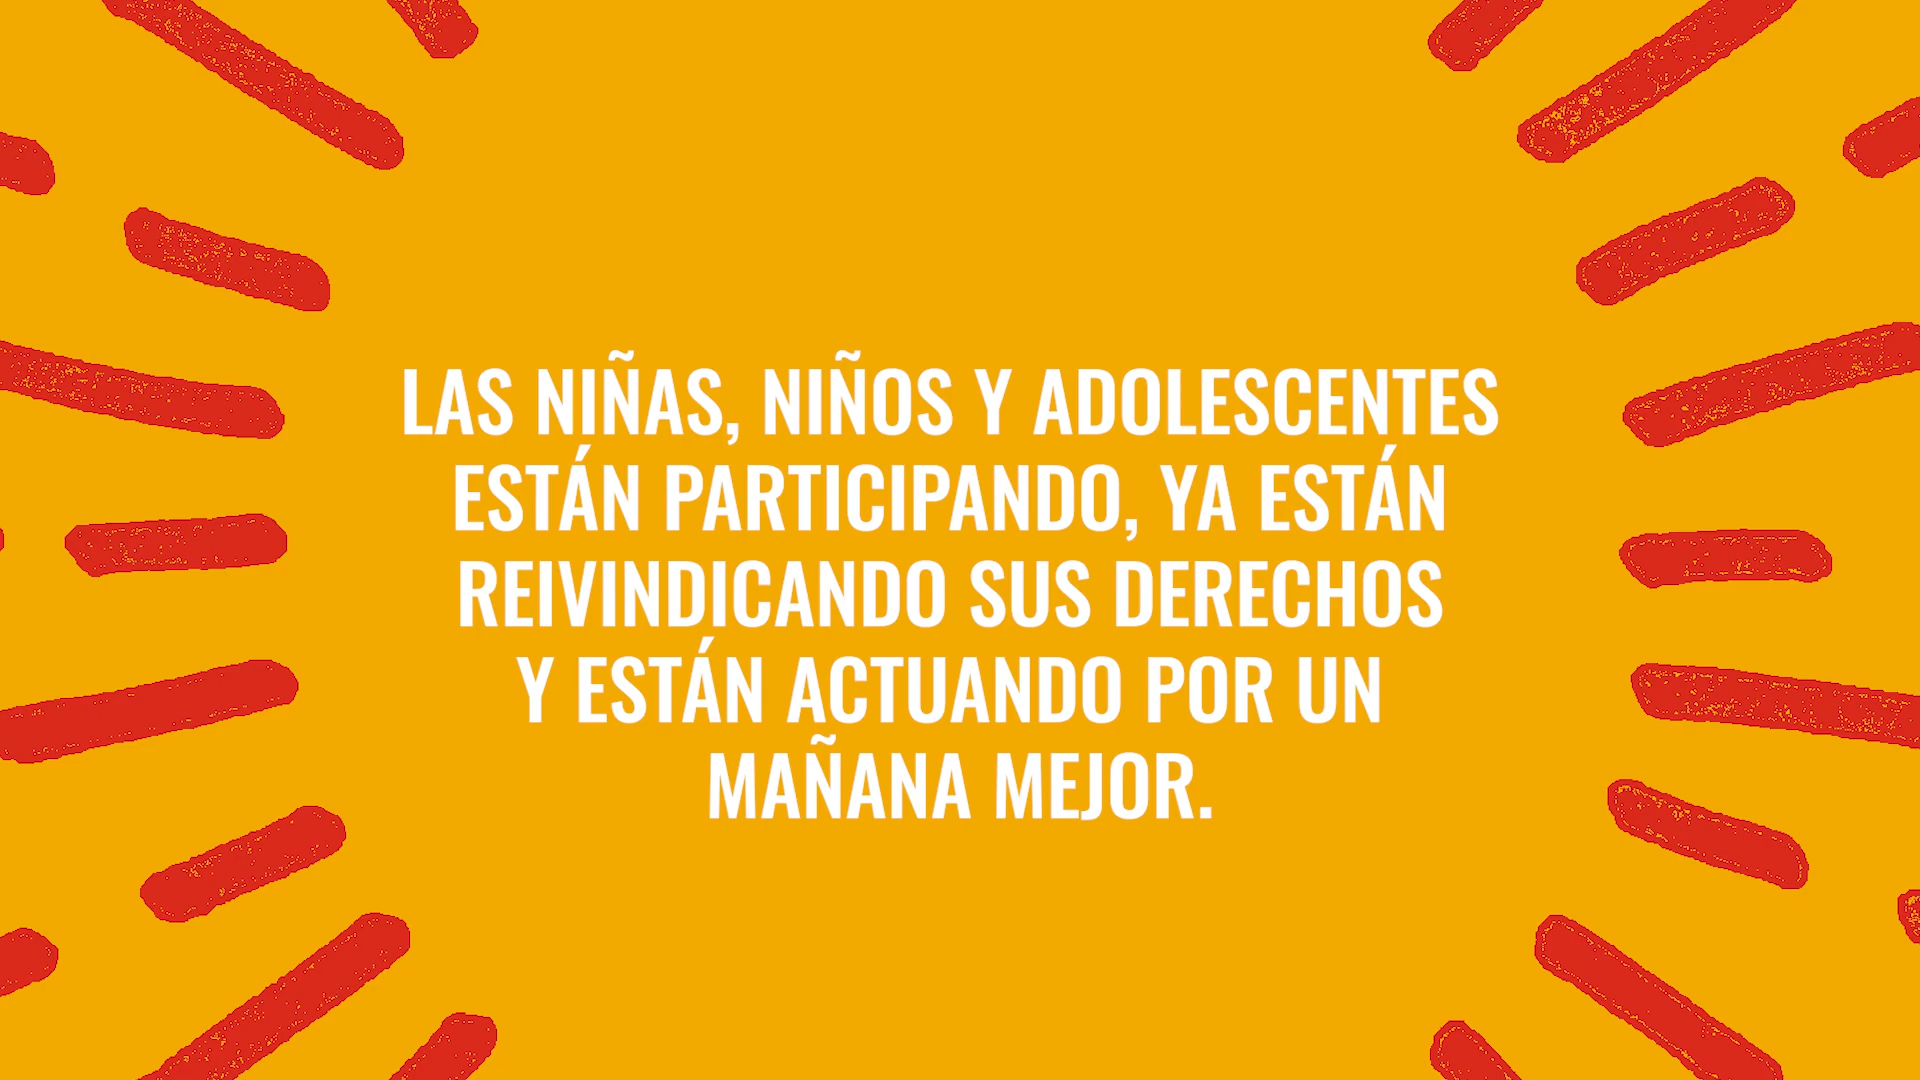 LAS NIÑAS, NIÑOS Y ADOLESCENTES
ESTÁN PARTICIPANDO, YA ESTÁN
REIVINDICANDO SUS DERECHOS
Y ESTÁN ACTUANDO POR UN
MAÑANA MEJOR.